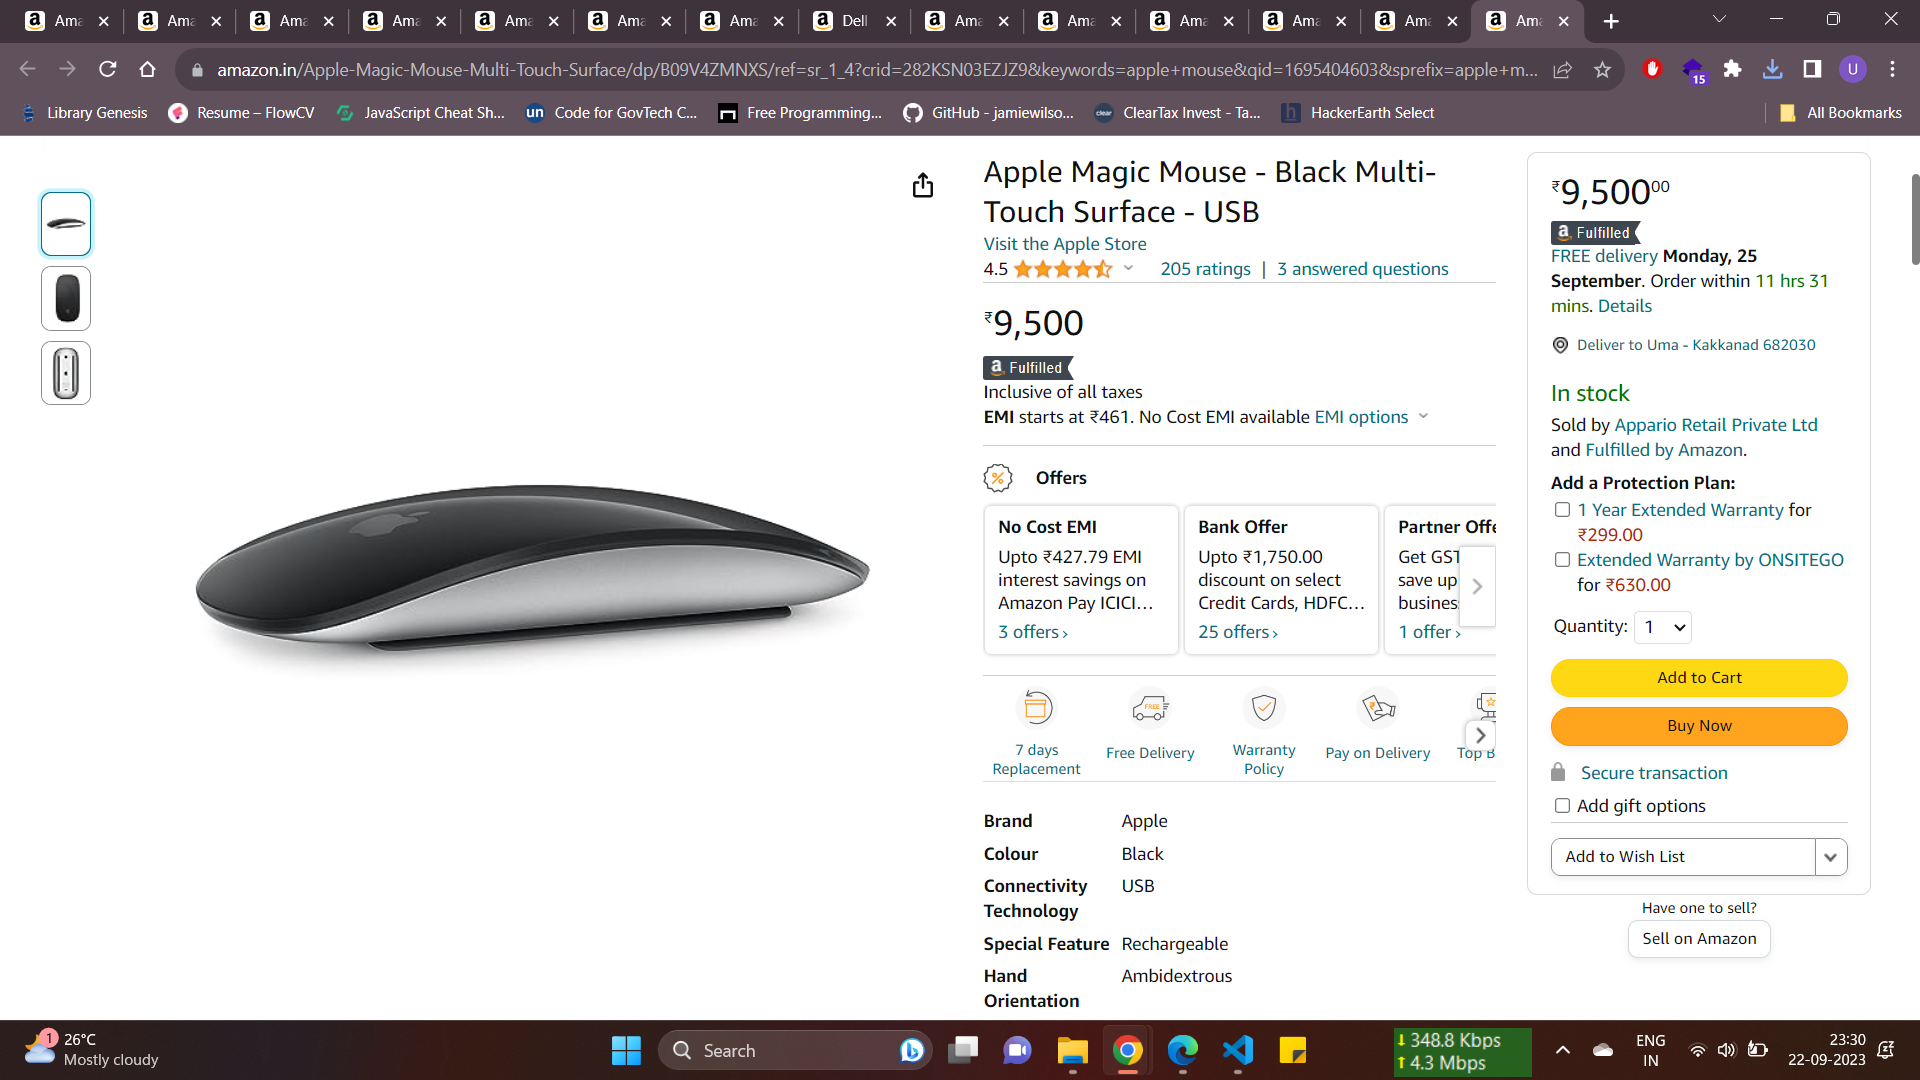 Ama
Ama
Ama
Ama
Ama
Ama
Ama
Dell
Ama
Ama
Ama
Ama
Ama
Ama
amazon.in/Apple-Magic-Mouse-Multi-Touch-Surface/dp/B09V4ZMNXS/ref=sr_1_4?crid=282KSN03EZJZ9&keywords=apple+mouse&qid=1695404603&sprefix=apple+m...
15
U
Library Genesis
Resume – FlowCV
JavaScript Cheat Sh...
un Code for GovTech C...
Free Programming...
GitHub - jamiewilso...
clear ClearTax Invest - Ta...
h HackerEarth Select
All Bookmarks
Apple Magic Mouse - Black Multi-
Touch Surface - USB
Visit the Apple Store
4.5 205 ratings | 3 answered questions
₹9,500
a Fulfilled
Inclusive of all taxes
EMI starts at ₹461. No Cost EMI available EMI options
Offers
No Cost EMI
Upto ₹427.79 EMI
interest savings on
Amazon Pay ICICI...
3 offers ›
Bank Offer
Upto ₹1,750.00
discount on select
Credit Cards, HDFC...
25 offers ›
Partner Offe
Get GST
save up
busines
1 offer ›
7 days
Replacement
FREE
Free Delivery
Warranty
Policy
Pay on Delivery
Top B
Brand Apple
Colour Black
Connectivity USB
Technology
Special Feature Rechargeable
Hand Ambidextrous
Orientation
₹9,50000
a Fulfilled
FREE delivery Monday, 25
September. Order within 11 hrs 31
mins. Details
Deliver to Uma - Kakkanad 682030
In stock
Sold by Appario Retail Private Ltd
and Fulfilled by Amazon.
Add a Protection Plan:
1 Year Extended Warranty for
₹299.00
Extended Warranty by ONSITEGO
for ₹630.00
Quantity: 1
Add to Cart
Buy Now
Secure transaction
Add gift options
Add to Wish List
Have one to sell?
Sell on Amazon
1
26°C
Mostly cloudy
Search
348.8 Kbps
4.3 Mbps
ENG
IN
23:30
22-09-2023